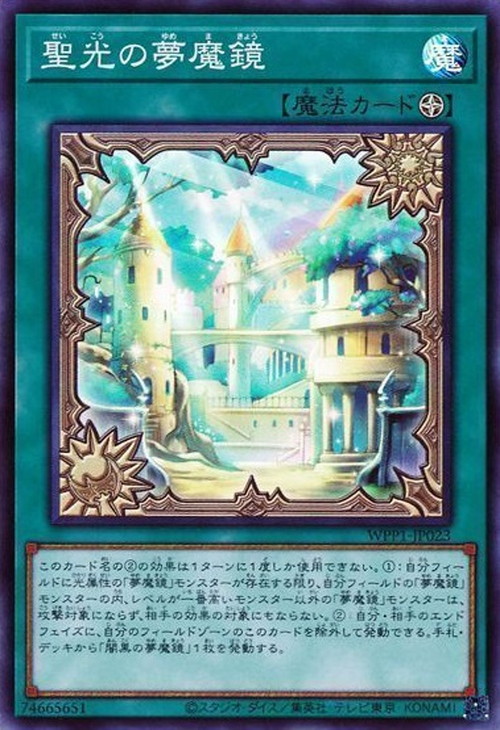 聖光の夢魔鏡
魔
【魔法カード】
WPP1-JP023
このカード名の②の効果は1ターンに1度しか使用できない。①：自分フィー
ルドに光属性の「夢魔鏡」モンスターが存在する限り、自分フィールドの「夢魔鏡」
モンスターの内、レベルが一番高いモンスター以外の「夢魔鏡」モンスターは、
攻撃対象にならず、相手の効果の対象にもならない。②：自分・相手のエンド
フェイズに、自分のフィールドゾーンのこのカードを除外して発動できる。手札・
デッキから「闇黒の夢魔鏡」1枚を発動する。
74665651
©スタジオ・ダイス／集英社・テレビ東京・KONAMI